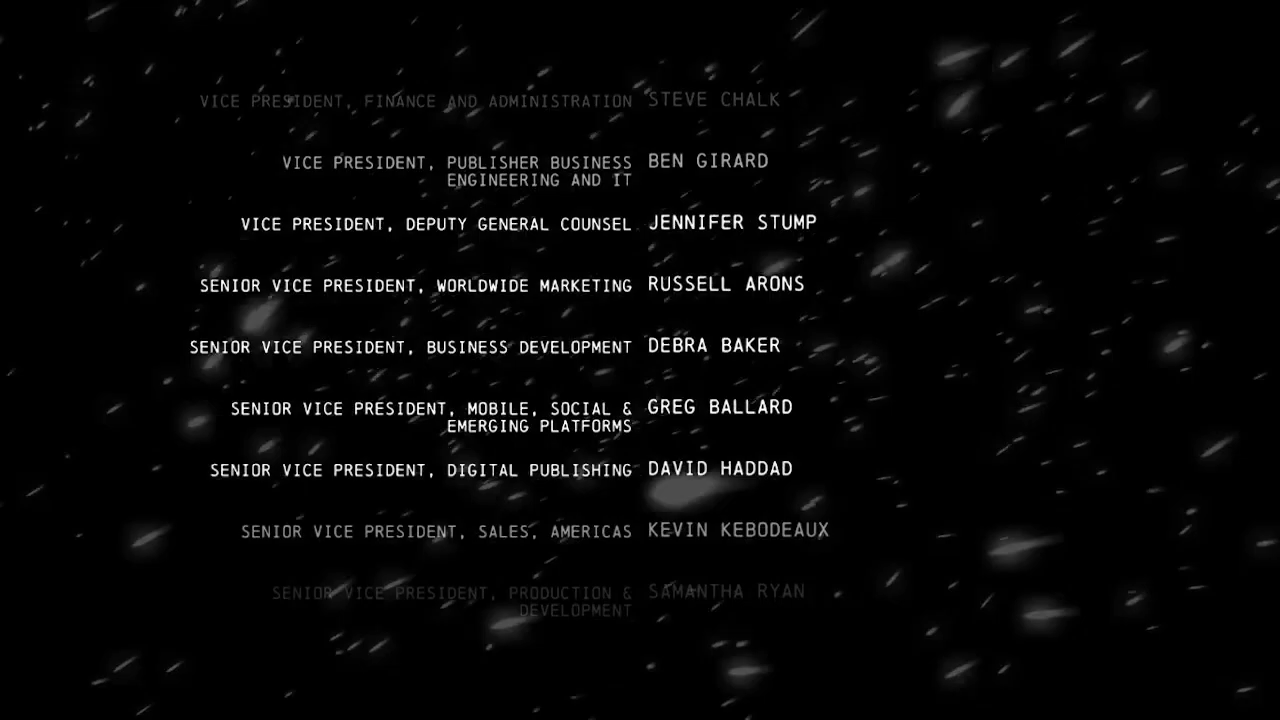 VICE PRESIDENT, FINANCE AND ADMINISTRATION STEVE CHALK
VICE PRESIDENT, PUBLISHER BUSINESS BEN GIRARD
ENGINEERING AND IT
VICE PRESIDENT, DEPUTY GENERAL COUNSEL JENNIFER STUMP
SENIOR VICE PRESIDENT, WORLDWIDE MARKETING RUSSELL ARONS
SENIOR VICE PRESIDENT, BUSINESS DEVELOPMENT DEBRA BAKER
SENIOR VICE PRESIDENT, MOBILE, SOCIAL & GREG BALLARD
EMERGING PLATFORMS
SENIOR VICE PRESIDENT, DIGITAL PUBLISHING DAVID HADDAD
SENIOR VICE PRESIDENT, SALES, AMERICAS KEVIN KEBODEAUX
SENIOR VICE PRESIDENT, PRODUCTION & SAMANTHA RYAN
DEVELOPMENT